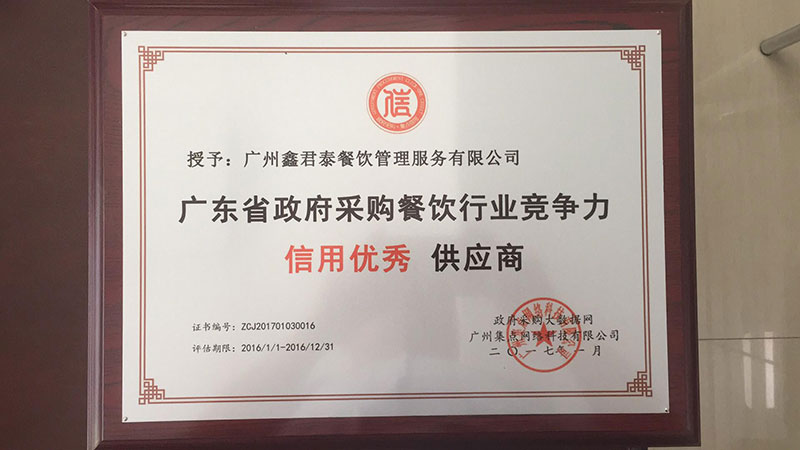 信
授予：广州鑫君泰餐饮管理服务有限公司
广东省政府采购餐饮行业竞争力
信用优秀 供应商
证书编号：ZCJ201701030016
评估期限：2016/1/1-2016/12/31
政府采购大数据网
广州集点网络科技有限公司
二〇一七年一月